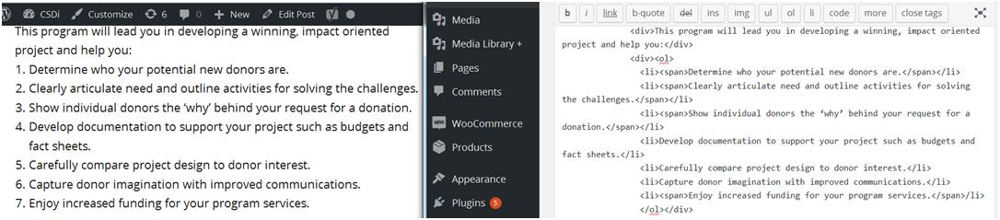 CSDi Customize 6 0 + New Edit Post
This program will lead you in developing a winning, impact oriented
project and help you:
1. Determine who your potential new donors are.
2. Clearly articulate need and outline activities for solving the challenges.
3. Show individual donors the ‘why’ behind your request for a donation.
4. Develop documentation to support your project such as budgets and
fact sheets.
5. Carefully compare project design to donor interest.
6. Capture donor imagination with improved communications.
7. Enjoy increased funding for your program services.
Media
Media Library +
Pages
Comments
WooCommerce
Products
Appearance
Plugins 5
b i link b-quote del ins img ul ol li code more close tags
<div>This program will lead you in developing a winning, impact oriented
project and help you:</div>
<div><ol>
<li><span>Determine who your potential new donors are.</span></li>
<li><span>Clearly articulate need and outline activities for solving
the challenges.</span></li>
<li><span>Show individual donors the ‘why’ behind your request for a
donation.</span></li>
<li>Develop documentation to support your project such as budgets and
fact sheets.</li>
<li>Carefully compare project design to donor interest.</li>
<li>Capture donor imagination with improved communications.</li>
<li><span>Enjoy increased funding for your program services.</span>/li>
</ol></div>